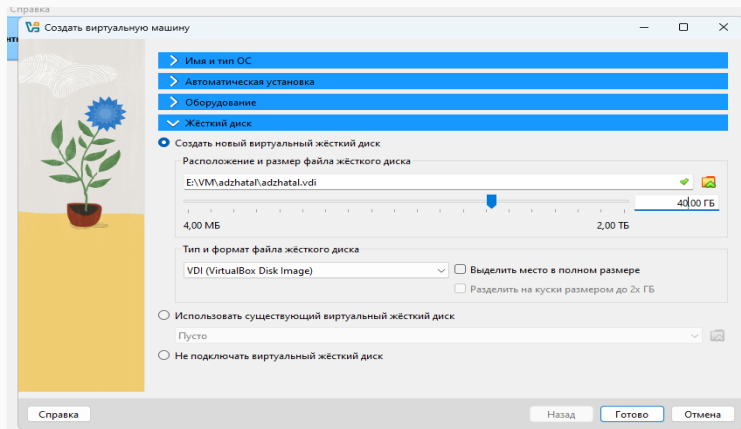 Справка
Создать виртуальную машину
Имя и тип ОС
Автоматическая установка
Оборудование
Жёсткий диск
Создать новый виртуальный жёсткий диск
Расположение и размер файла жёсткого диска
E:\VM\adzhatal\adzhatal.vdi
40,00 ГБ
4,00 МБ 2,00 ТБ
Тип и формат файла жёсткого диска
VDI (VirtualBox Disk Image) Выделить место в полном размере
Разделить на куски размером до 2х ГБ
Использовать существующий виртуальный жёсткий диск
Пусто
Не подключать виртуальный жёсткий диск
Справка Назад Готово Отмена